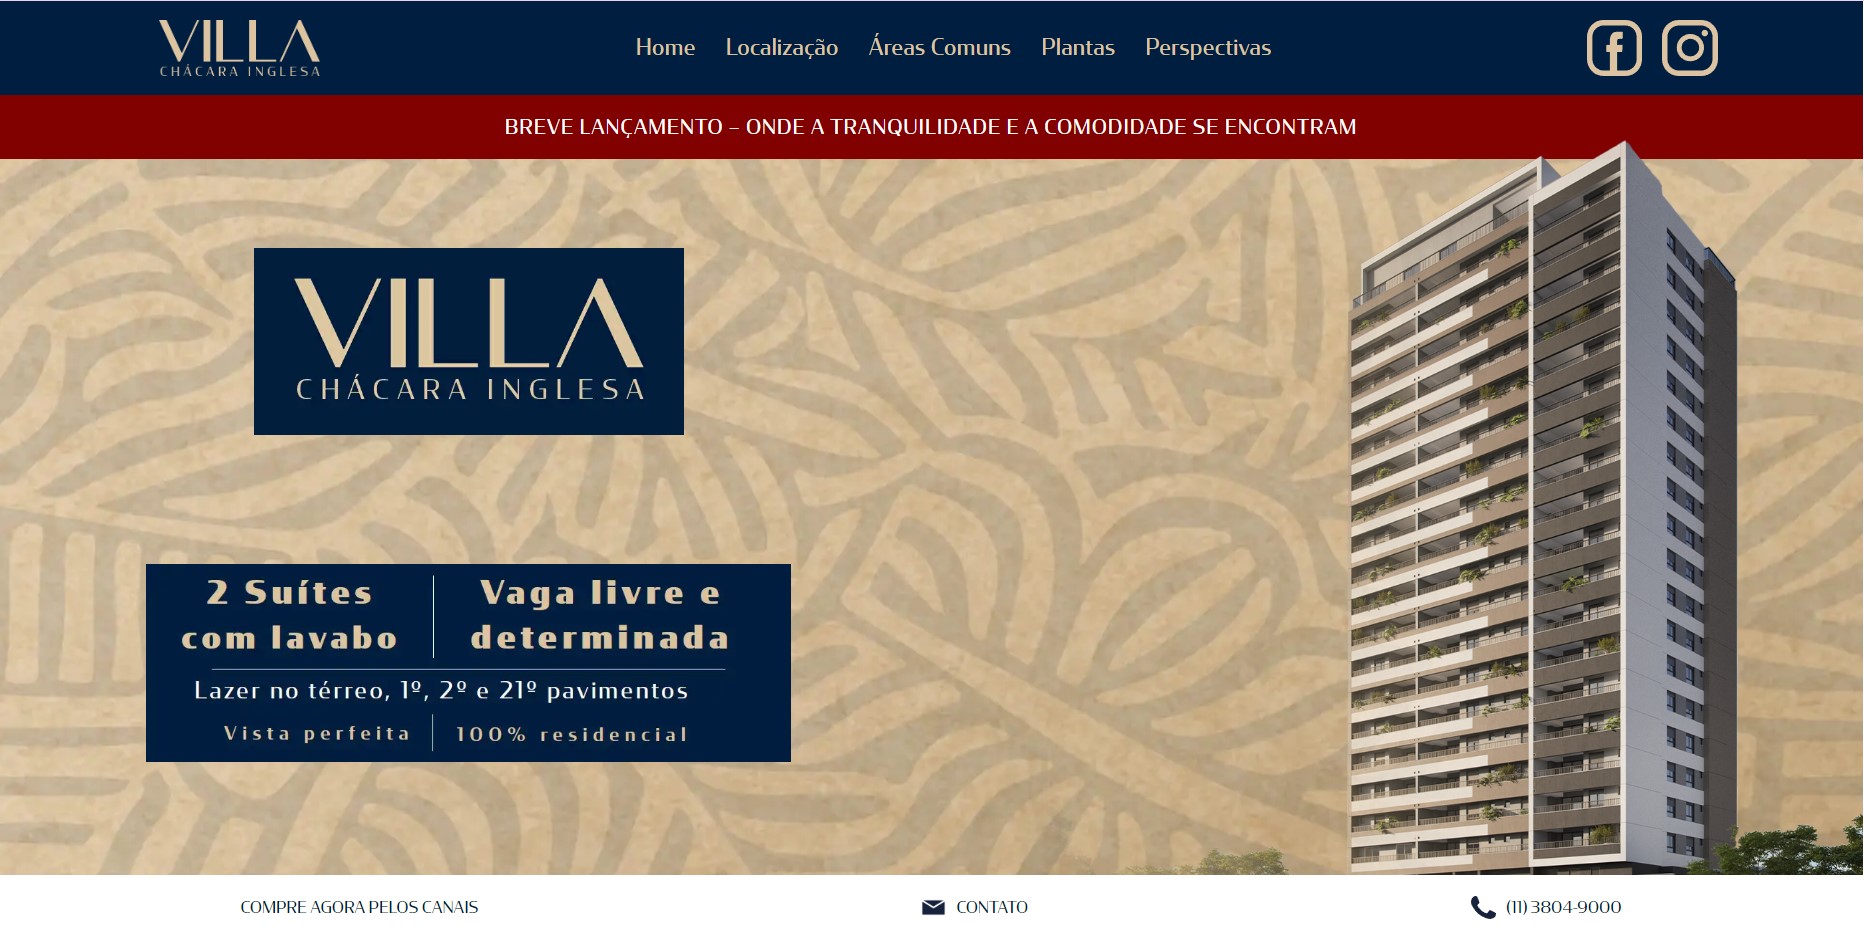 VILLA
CHÁCARA INGLESA
Home Localização Áreas Comuns Plantas Perspectivas
BREVE LANÇAMENTO – ONDE A TRANQUILIDADE E A COMODIDADE SE ENCONTRAM
VILLA
CHÁCARA INGLESA
2 Suítes
com lavabo
Vaga livre e
determinada
Lazer no térreo, 1º, 2º e 21º pavimentos
Vista perfeita
100% residencial
COMPRE AGORA PELOS CANAIS
CONTATO
(11) 3804-9000